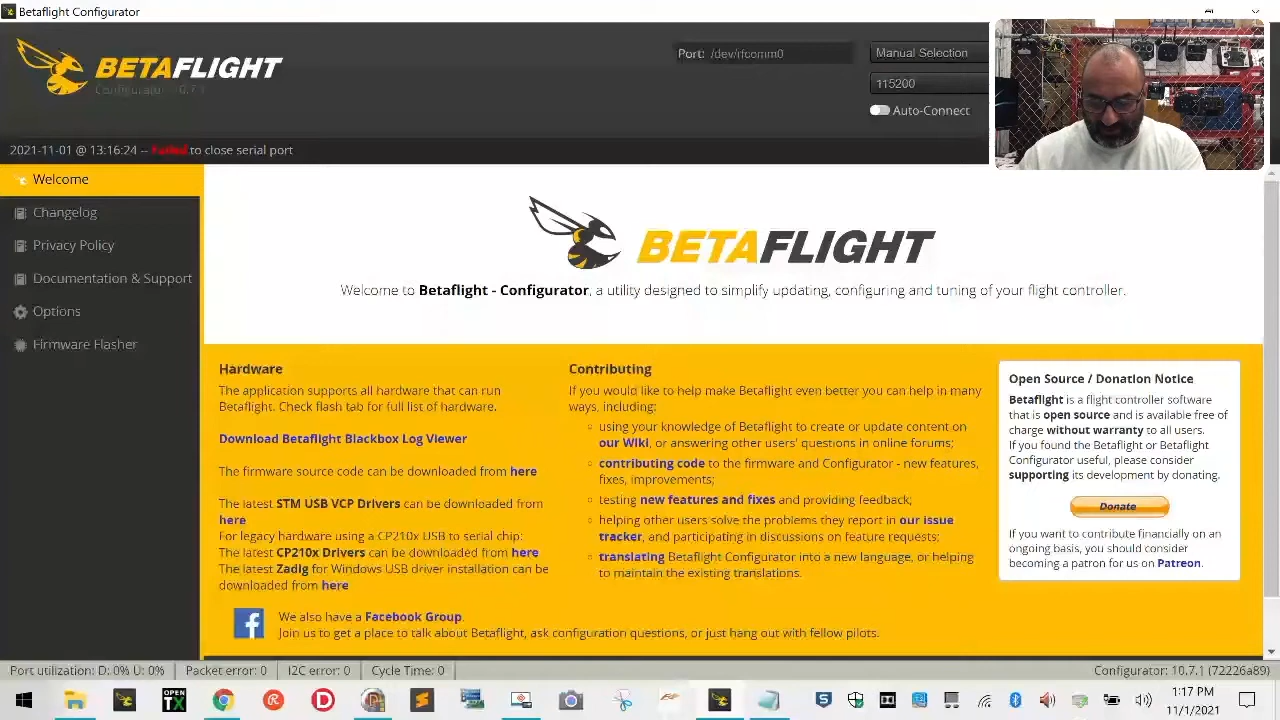 Betaflight Configurator
BETAFLIGHT
Configurator 10.7.1
Port: /dev/rfcomm0
Manual Selection
115200
Auto-Connect
2021-11-01 @ 13:16:24 -- Failed to close serial port
Welcome
Changelog
Privacy Policy
Documentation & Support
Options
Firmware Flasher
BETAFLIGHT
Welcome to Betaflight - Configurator, a utility designed to simplify updating, configuring and tuning of your flight controller.
Hardware
The application supports all hardware that can run
Betaflight. Check flash tab for full list of hardware.
Download Betaflight Blackbox Log Viewer
The firmware source code can be downloaded from here
The latest STM USB VCP Drivers can be downloaded from
here
For legacy hardware using a CP210x USB to serial chip:
The latest CP210x Drivers can be downloaded from here
The latest Zadig for Windows USB driver installation can be
downloaded from here
Contributing
If you would like to help make Betaflight even better you can help in many
ways, including:
using your knowledge of Betaflight to create or update content on
our Wiki, or answering other users' questions in online forums;
contributing code to the firmware and Configurator - new features,
fixes, improvements;
testing new features and fixes and providing feedback;
helping other users solve the problems they report in our issue
tracker, and participating in discussions on feature requests;
translating Betaflight Configurator into a new language, or helping
to maintain the existing translations.
Open Source / Donation Notice
Betaflight is a flight controller software
that is open source and is available free of
charge without warranty to all users.
If you found the Betaflight or Betaflight
Configurator useful, please consider
supporting its development by donating.
Donate
If you want to contribute financially on an
ongoing basis, you should consider
becoming a patron for us on Patreon.
We also have a Facebook Group.
Join us to get a place to talk about Betaflight, ask configuration questions, or just hang out with fellow pilots.
Port utilization: D: 0% U: 0%
Packet error: 0
I2C error: 0
Cycle Time: 0
Configurator: 10.7.1 (72226a89)
OPEN
TX
1:17 PM
11/1/2021